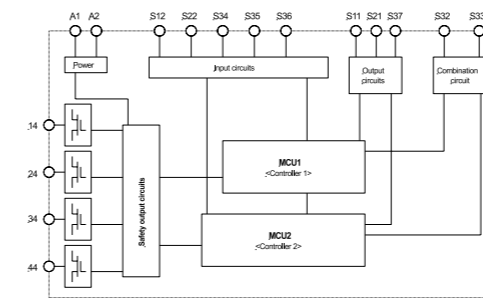 A1 A2 S12 S22 S34 S35 S36 S11 S21 S37 S32 S33
Power
Input circuits
Output
circuits
Combination
circuit
14
24
34
44
Safety output circuits
MCU1
<Controller 1>
MCU2
<Controller 2>